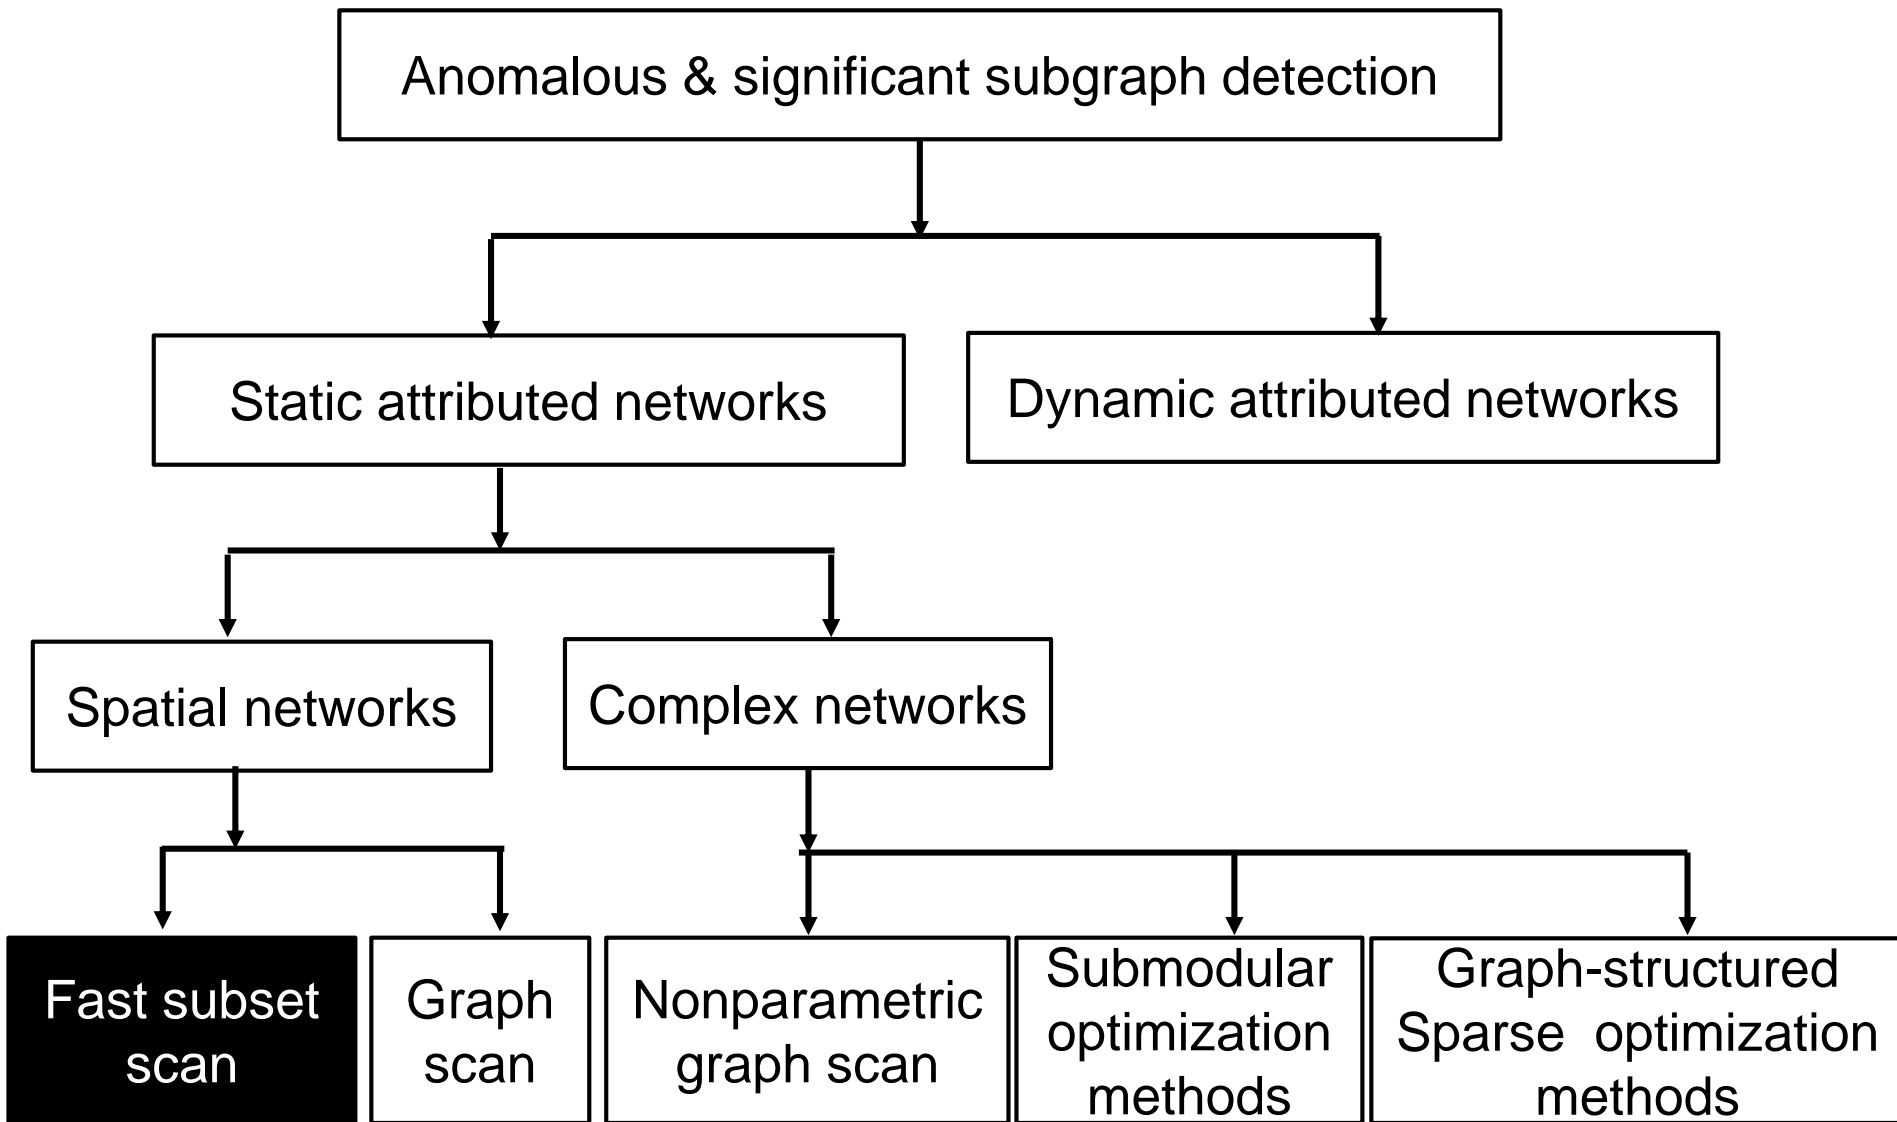 Anomalous & significant subgraph detection
Static attributed networks
Dynamic attributed networks
Spatial networks
Complex networks
Fast subset
scan
Graph
scan
Nonparametric
graph scan
Submodular
optimization
methods
Graph-structured
Sparse optimization
methods